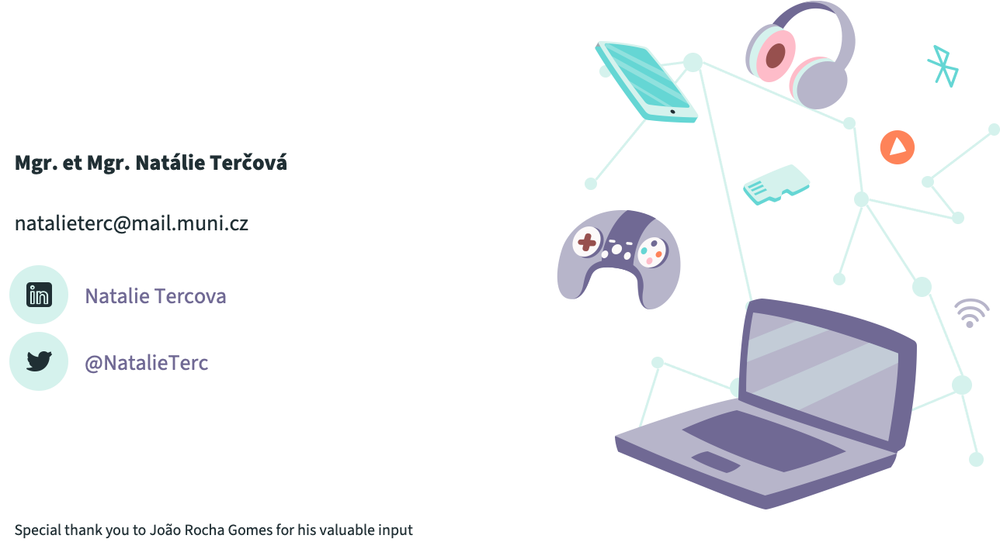 Mgr. et Mgr. Natálie Terčová
natalieterc@mail.muni.cz
in
Natalie Tercova
@NatalieTerc
Special thank you to João Rocha Gomes for his valuable input